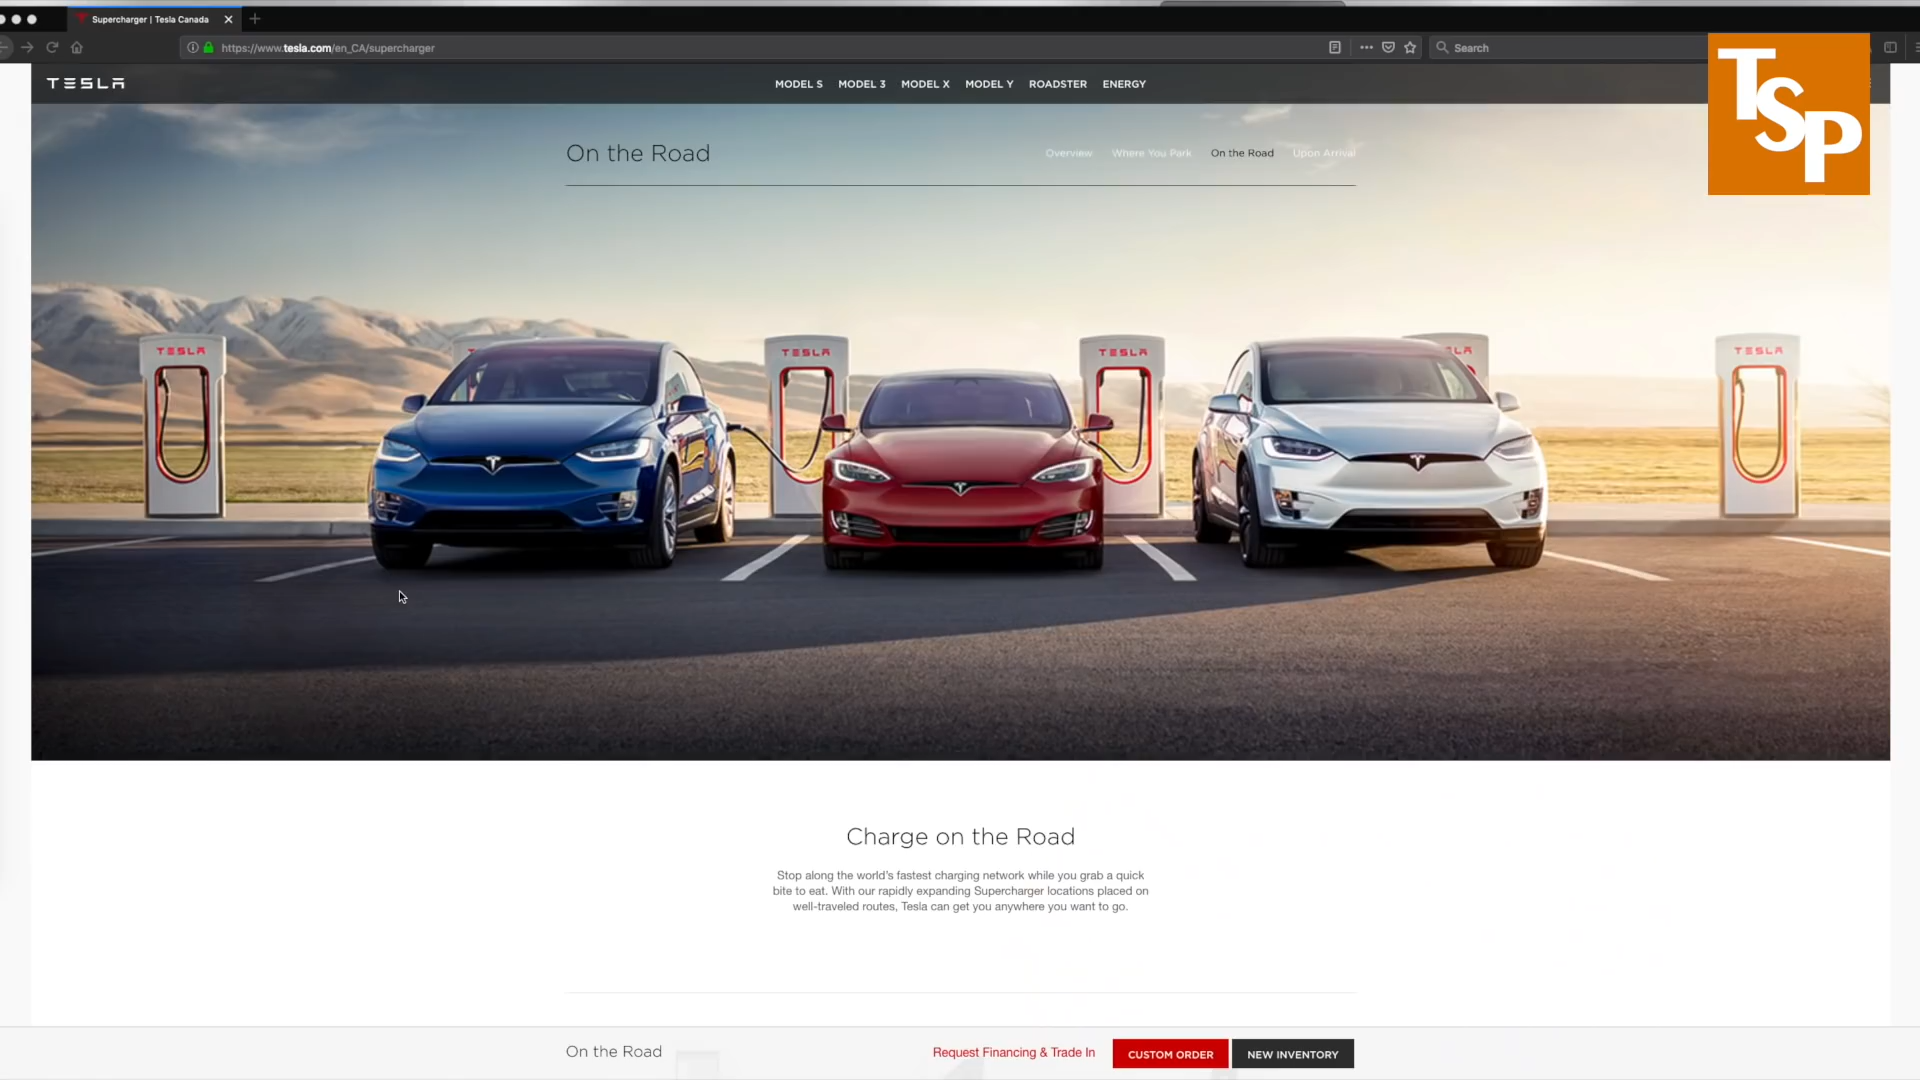 Supercharger | Tesla Canada
https://www.tesla.com/en_CA/supercharger
Search
TSP
TESLA
MODEL S MODEL 3 MODEL X MODEL Y ROADSTER ENERGY
On the Road
Overview Where You Park On the Road Upon Arrival
TESLA
TESLA
TESLA
LA
TESLA
Charge on the Road
Stop along the world's fastest charging network while you grab a quick
bite to eat. With our rapidly expanding Supercharger locations placed on
well-traveled routes, Tesla can get you anywhere you want to go.
On the Road
Request Financing & Trade In
CUSTOM ORDER
NEW INVENTORY